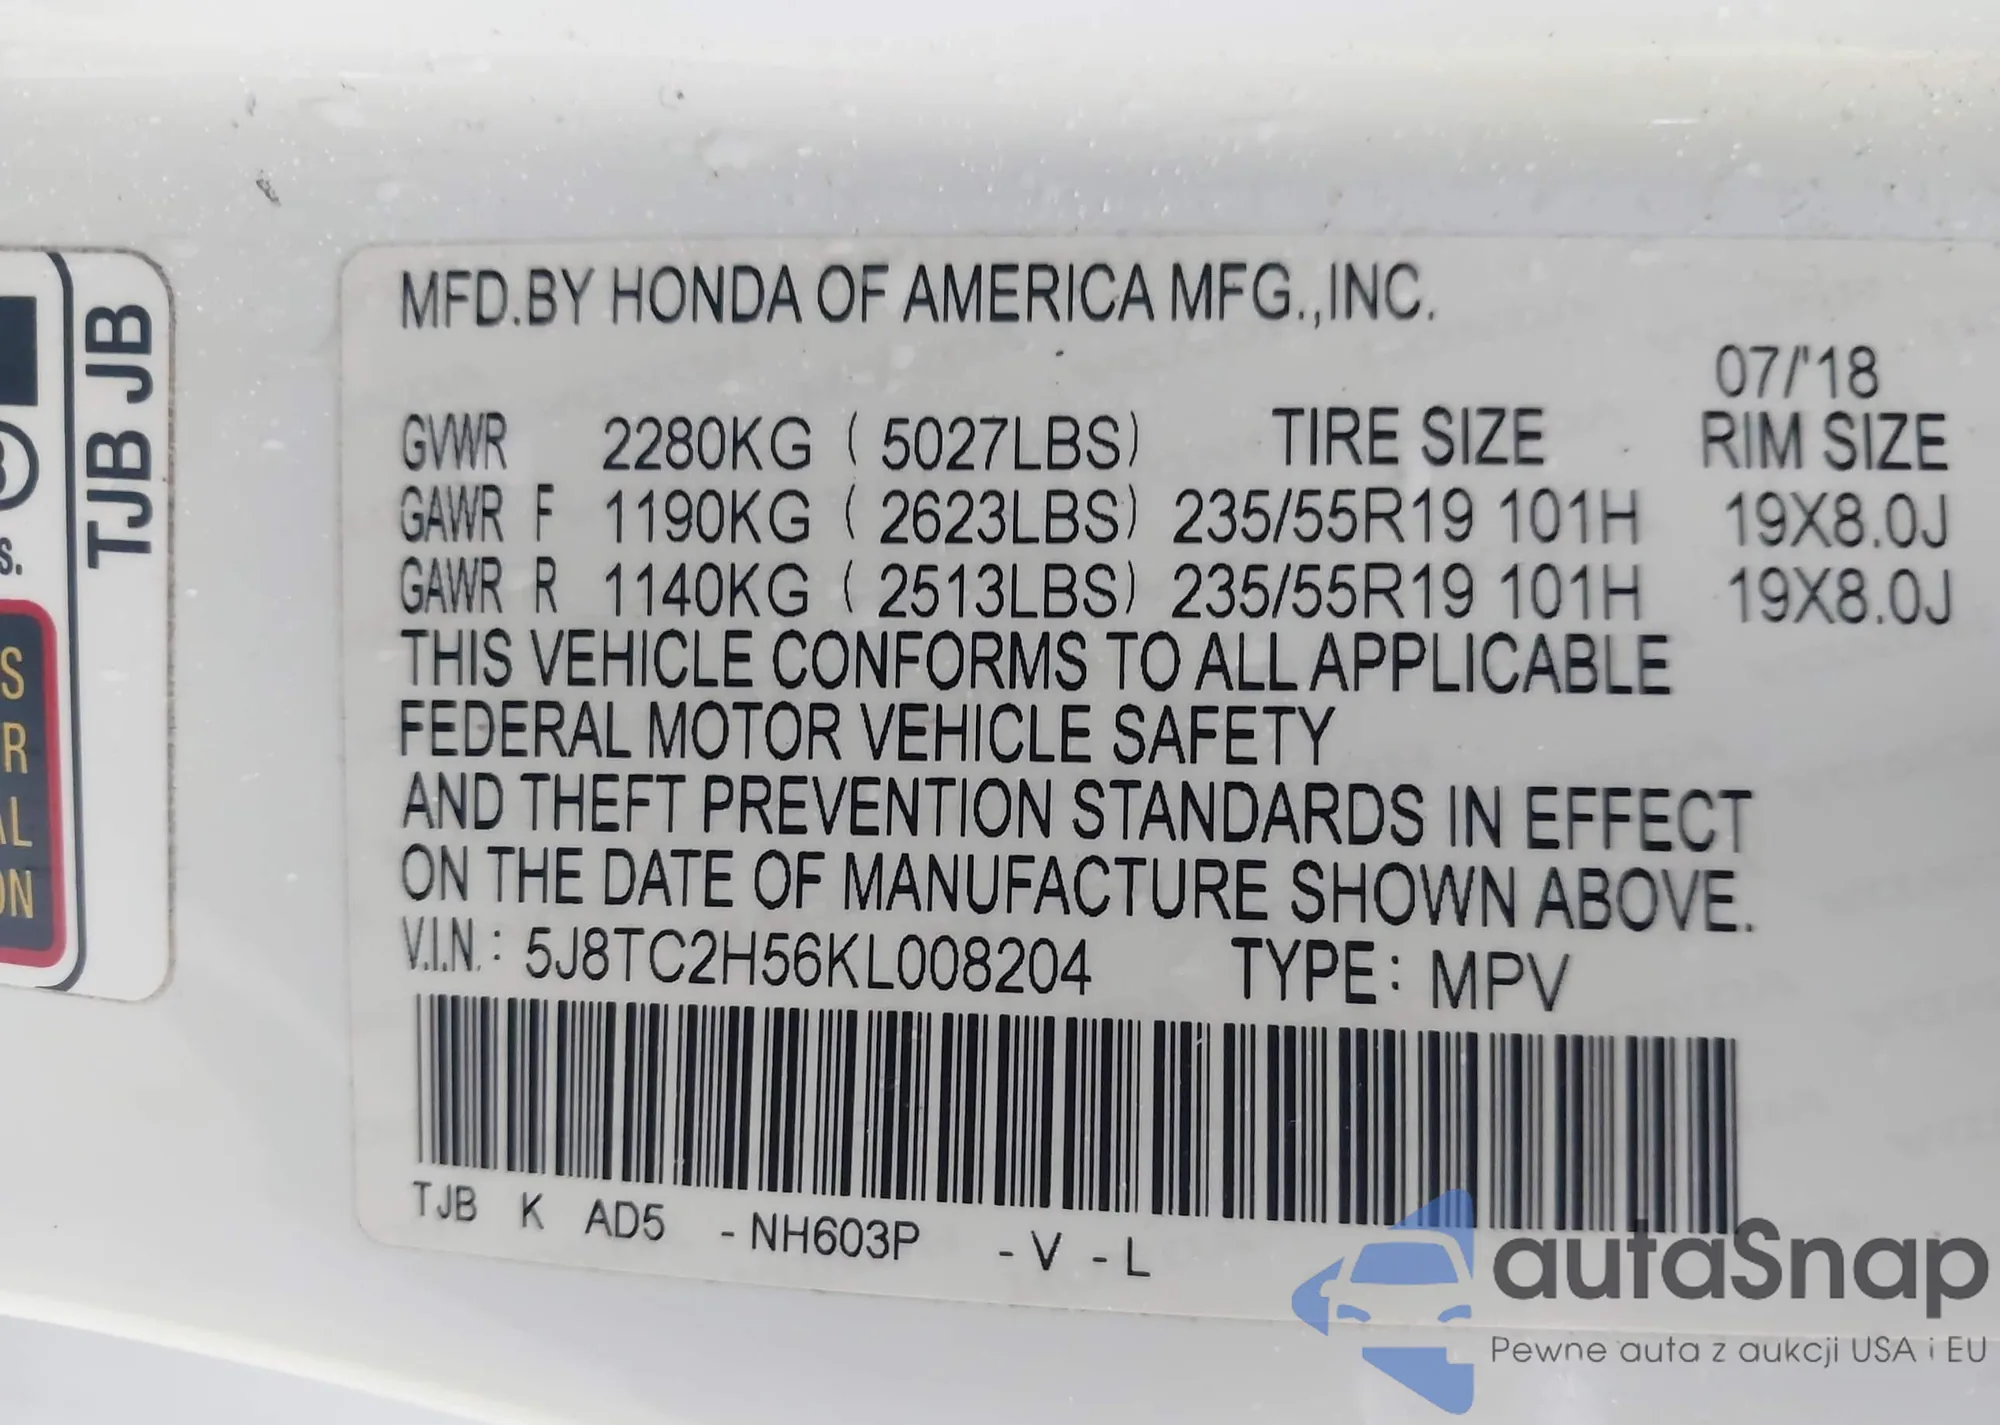 MFD.BY HONDA OF AMERICA MFG.,INC.
07/'18
GVWR 2280KG ( 5027LBS) TIRE SIZE RIM SIZE
GAWR F 1190KG ( 2623LBS) 235/55R19 101H 19X8.0J
GAWR R 1140KG ( 2513LBS) 235/55R19 101H 19X8.0J
THIS VEHICLE CONFORMS TO ALL APPLICABLE
FEDERAL MOTOR VEHICLE SAFETY
AND THEFT PREVENTION STANDARDS IN EFFECT
ON THE DATE OF MANUFACTURE SHOWN ABOVE.
V.I.N.: 5J8TC2H56KL008204 TYPE: MPV
TJB K AD5 -NH603P -V -L
TJB JB
autaSnap
Pewne auta z aukcji USA i EU